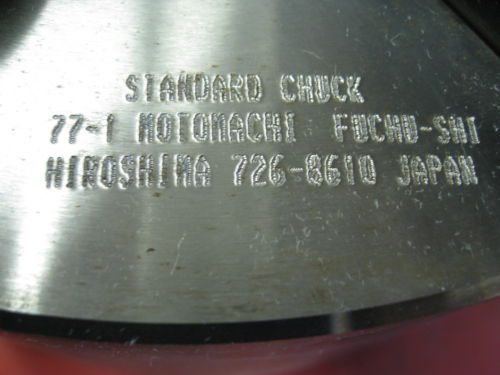 STANDARD CHUCK
77-1 MOTOMACHI FUCHU-SHI
HIROSHIMA 726-8610 JAPAN